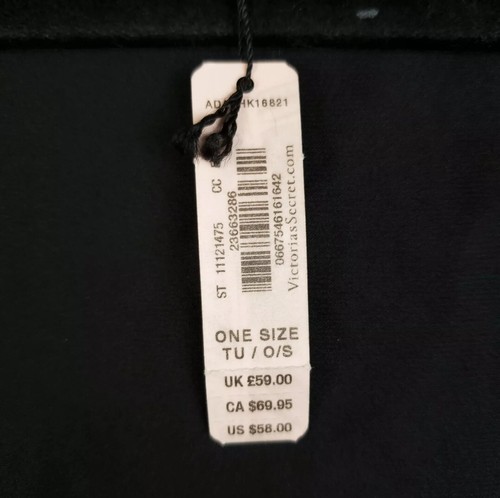 HK16821
ST 11121475 CC
23663286
0667546161642
VictoriasSecret.com
ONE SIZE
TU / O/S
UK £59.00
CA $69.95
US $58.00